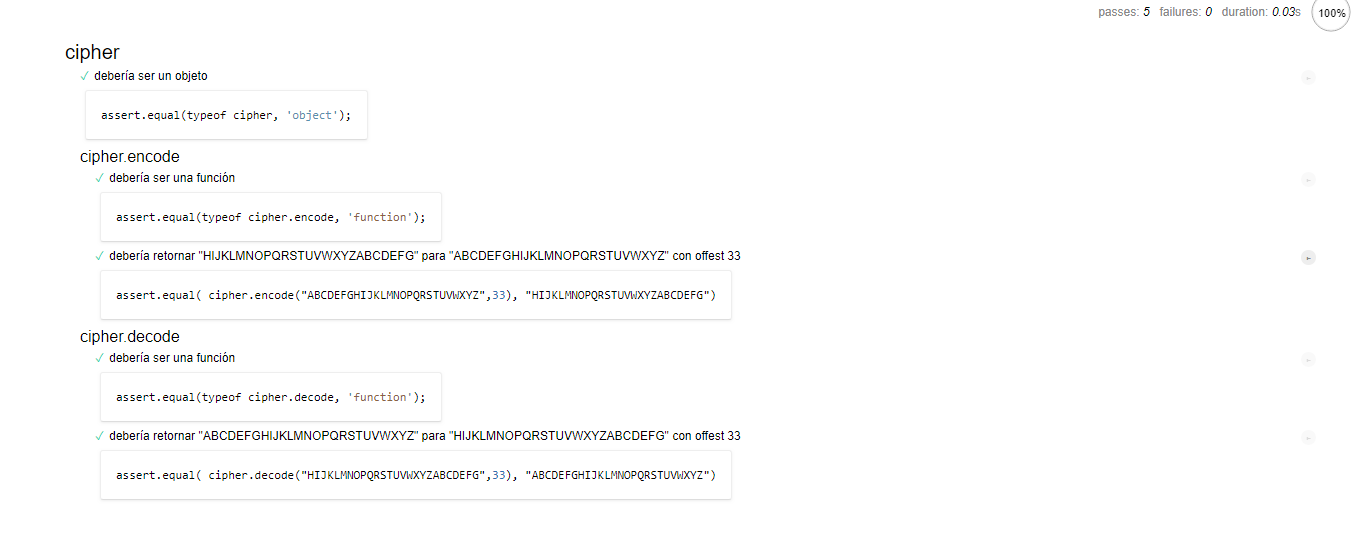 passes: 5 failures: 0 duration: 0.03s 100%
cipher
✓ debería ser un objeto
assert.equal(typeof cipher, 'object');
cipher.encode
✓ debería ser una función
assert.equal(typeof cipher.encode, 'function');
✓ debería retornar "HIJKLMNOPQRSTUVWXYZABCDEFG" para "ABCDEFGHIJKLMNOPQRSTUVWXYZ" con offest 33
assert.equal( cipher.encode("ABCDEFGHIJKLMNOPQRSTUVWXYZ",33), "HIJKLMNOPQRSTUVWXYZABCDEFG")
cipher.decode
✓ debería ser una función
assert.equal(typeof cipher.decode, 'function');
✓ debería retornar "ABCDEFGHIJKLMNOPQRSTUVWXYZ" para "HIJKLMNOPQRSTUVWXYZABCDEFG" con offest 33
assert.equal( cipher.decode("HIJKLMNOPQRSTUVWXYZABCDEFG",33), "ABCDEFGHIJKLMNOPQRSTUVWXYZ")